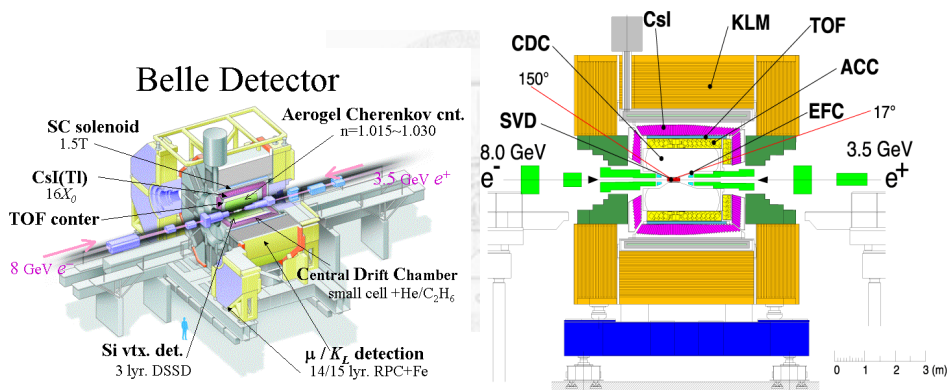 Belle Detector
SC solenoid
1.5T
Aerogel Cherenkov cnt.
n=1.015~1.030
CsI(Tl)
16X₀
TOF conter
3.5 GeV e⁺
8 GeV e⁻
Central Drift Chamber
small cell +He/C₂H₆
Si vtx. det.
3 lyr. DSSD
μ / K_L detection
14/15 lyr. RPC+Fe
CsI
KLM
TOF
CDC
ACC
150°
EFC
17°
SVD
8.0 GeV
e⁻
3.5 GeV
e⁺
0 1 2 3 (m)